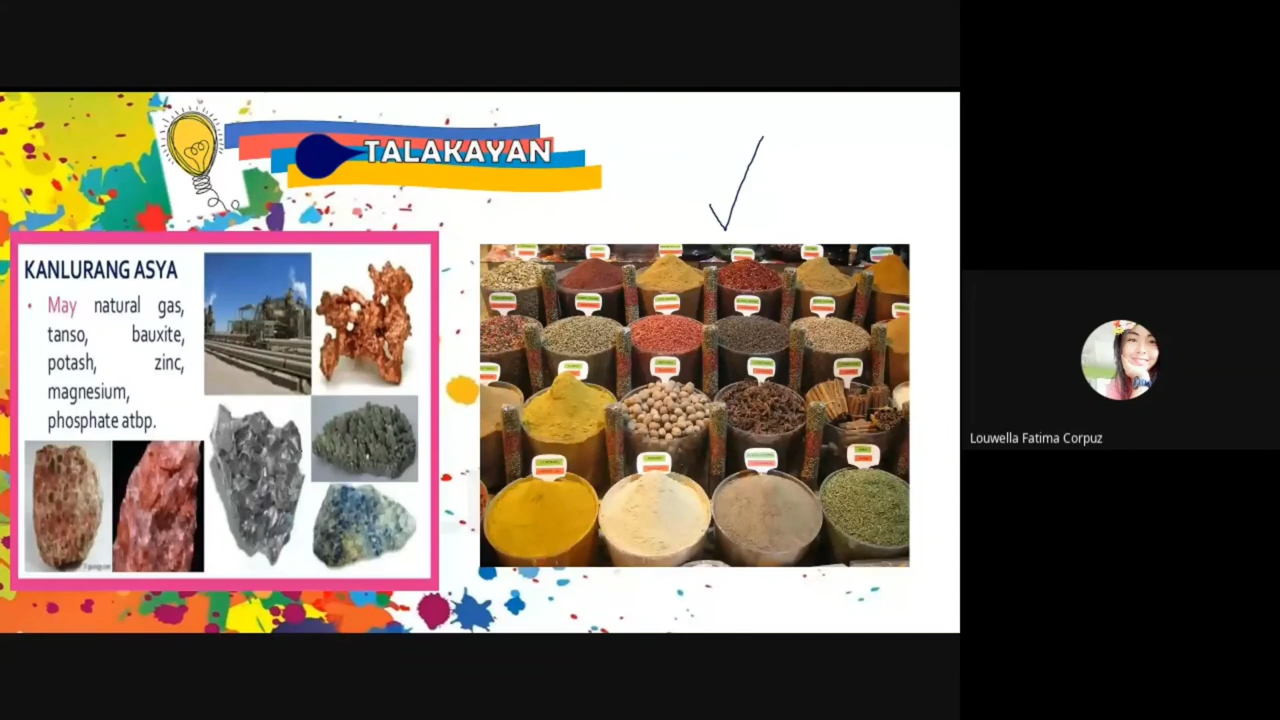 TALAKAYAN
KANLURANG ASYA
• May natural gas,
tanso, bauxite,
potash, zinc,
magnesium,
phosphate atbp.
Louwella Fatima Corpuz